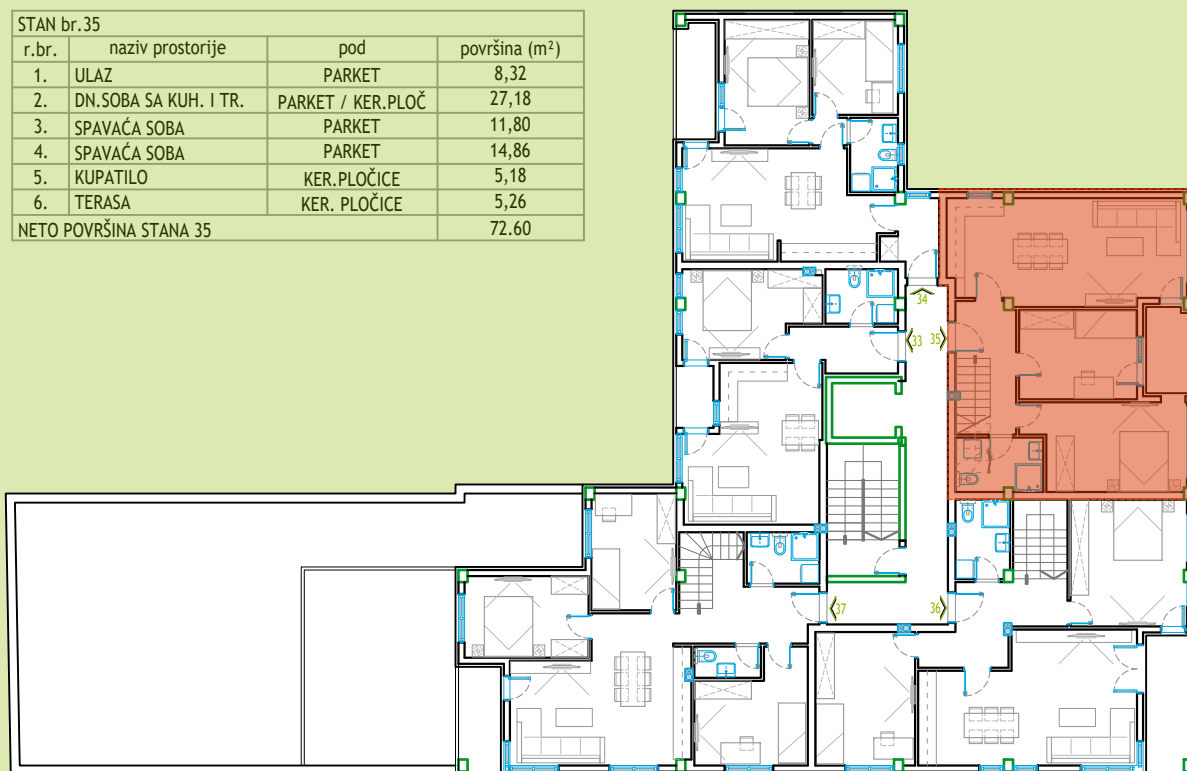 STAN br.35
r.br. naziv prostorije pod površina (m²)
1. ULAZ PARKET 8,32
2. DN.SOBA SA KUH. I TR. PARKET / KER.PLOČ 27,18
3. SPAVAĆA SOBA PARKET 11,80
4. SPAVAĆA SOBA PARKET 14,86
5. KUPATILO KER.PLOČICE 5,18
6. TERASA KER. PLOČICE 5,26
NETO POVRŠINA STANA 35 72.60
34
33 35
37 36